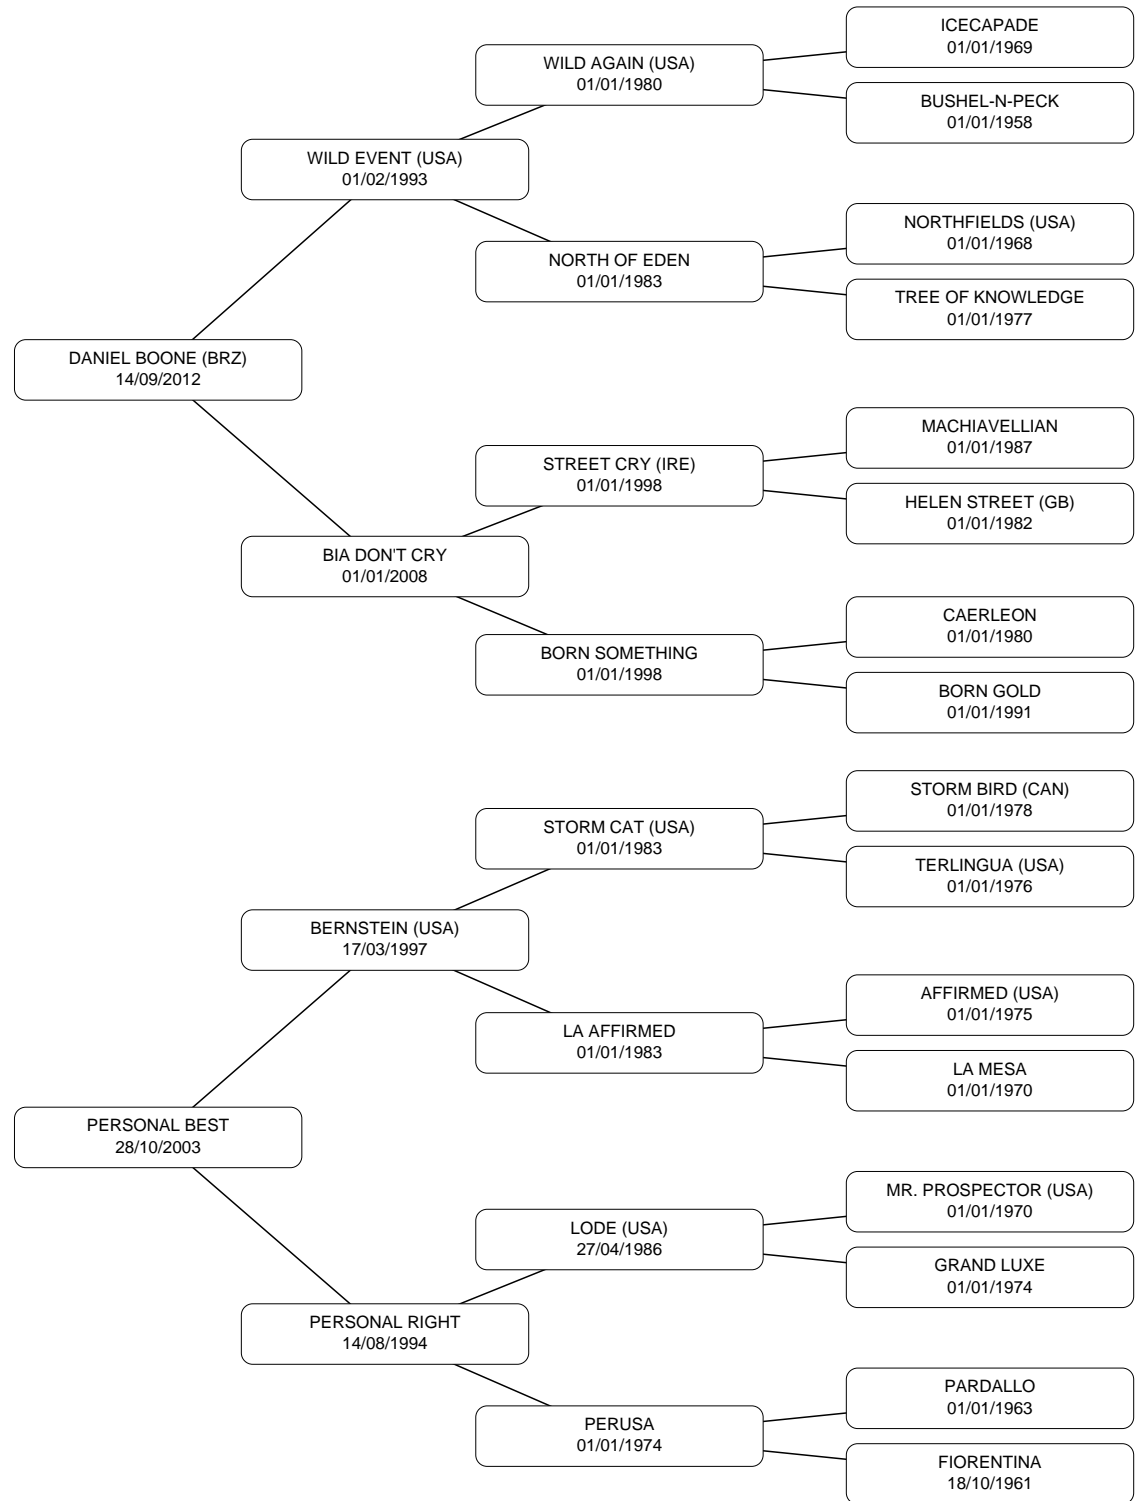 ICECAPADE
01/01/1969
WILD AGAIN (USA)
01/01/1980
BUSHEL-N-PECK
01/01/1958
WILD EVENT (USA)
01/02/1993
NORTHFIELDS (USA)
01/01/1968
NORTH OF EDEN
01/01/1983
TREE OF KNOWLEDGE
01/01/1977
DANIEL BOONE (BRZ)
14/09/2012
MACHIAVELLIAN
01/01/1987
STREET CRY (IRE)
01/01/1998
HELEN STREET (GB)
01/01/1982
BIA DON'T CRY
01/01/2008
CAERLEON
01/01/1980
BORN SOMETHING
01/01/1998
BORN GOLD
01/01/1991
STORM BIRD (CAN)
01/01/1978
STORM CAT (USA)
01/01/1983
TERLINGUA (USA)
01/01/1976
BERNSTEIN (USA)
17/03/1997
AFFIRMED (USA)
01/01/1975
LA AFFIRMED
01/01/1983
LA MESA
01/01/1970
PERSONAL BEST
28/10/2003
MR. PROSPECTOR (USA)
01/01/1970
LODE (USA)
27/04/1986
GRAND LUXE
01/01/1974
PERSONAL RIGHT
14/08/1994
PARDALLO
01/01/1963
PERUSA
01/01/1974
FIORENTINA
18/10/1961